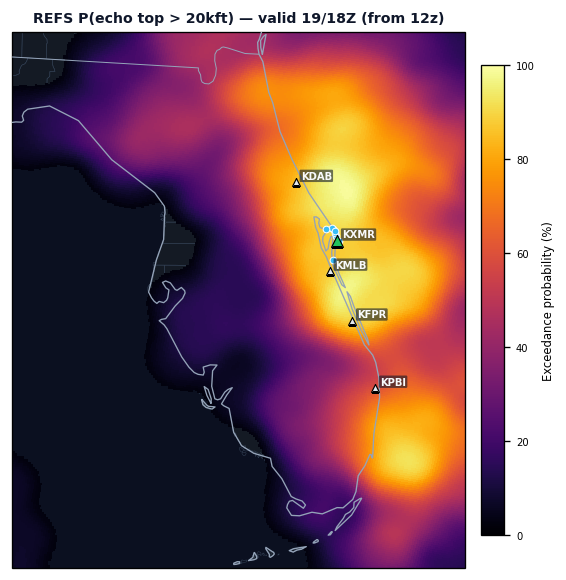 REFS P(echo top > 20kft) — valid 19/18Z (from 12z)
KDAB
KXMR
KMLB
KFPR
KPBI
100
80
60
40
20
0
Exceedance probability (%)